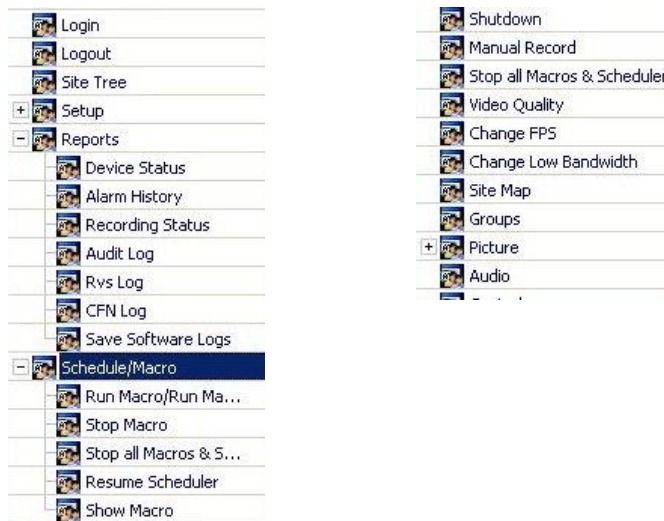 Login
Logout
Site Tree
Setup
Reports
Device Status
Alarm History
Recording Status
Audit Log
Rvs Log
CFN Log
Save Software Logs
Schedule/Macro
Run Macro/Run Ma...
Stop Macro
Stop all Macros & S...
Resume Scheduler
Show Macro
Shutdown
Manual Record
Stop all Macros & Scheduler
Video Quality
Change FPS
Change Low Bandwidth
Site Map
Groups
Picture
Audio